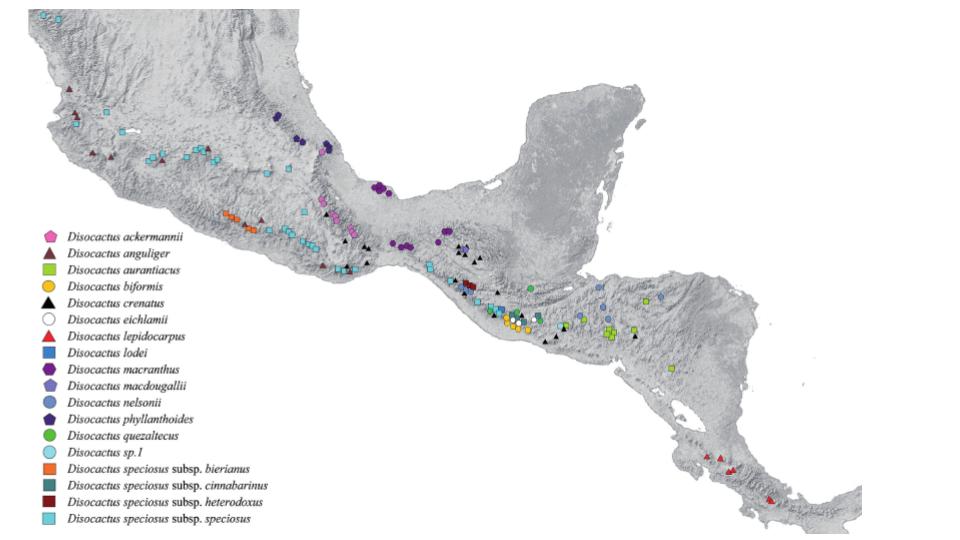 Disocactus ackermannii
Disocactus anguliger
Disocactus aurantiacus
Disocactus biformis
Disocactus crenatus
Disocactus eichlamii
Disocactus lepidocarpus
Disocactus lodei
Disocactus macranthus
Disocactus macdougallii
Disocactus nelsonii
Disocactus phyllanthoides
Disocactus quezaltecus
Disocactus sp.1
Disocactus speciosus subsp. bierianus
Disocactus speciosus subsp. cinnabarinus
Disocactus speciosus subsp. heterodoxus
Disocactus speciosus subsp. speciosus